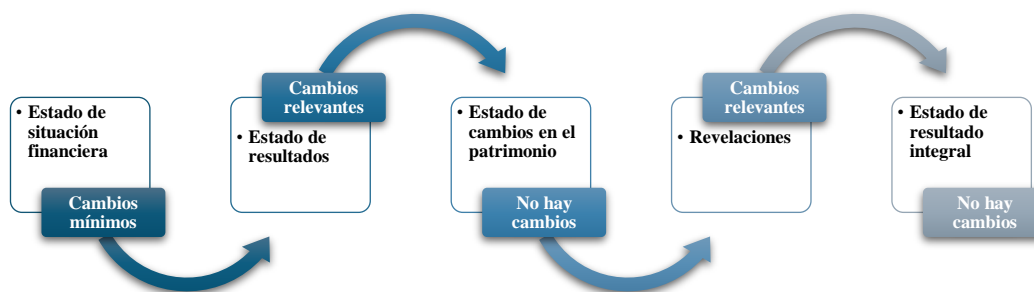 • Estado de
situación
financiera
Cambios
mínimos
Cambios
relevantes
• Estado de
resultados
• Estado de
cambios en el
patrimonio
No hay
cambios
Cambios
relevantes
• Revelaciones
• Estado de
resultado
integral
No hay
cambios